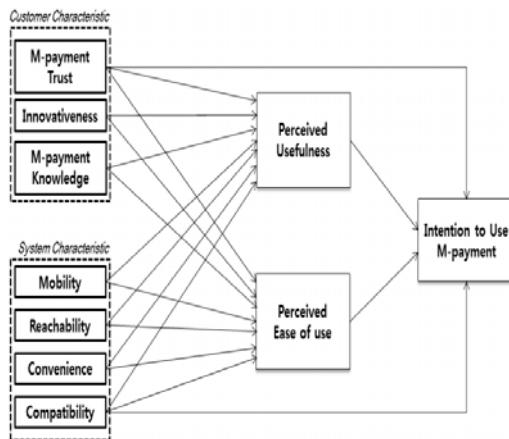 Customer Characteristic
M-payment
Trust
Innovativeness
M-payment
Knowledge
System Characteristic
Mobility
Reachability
Convenience
Compatibility
Perceived
Usefulness
Perceived
Ease of use
Intention to Use
M-payment